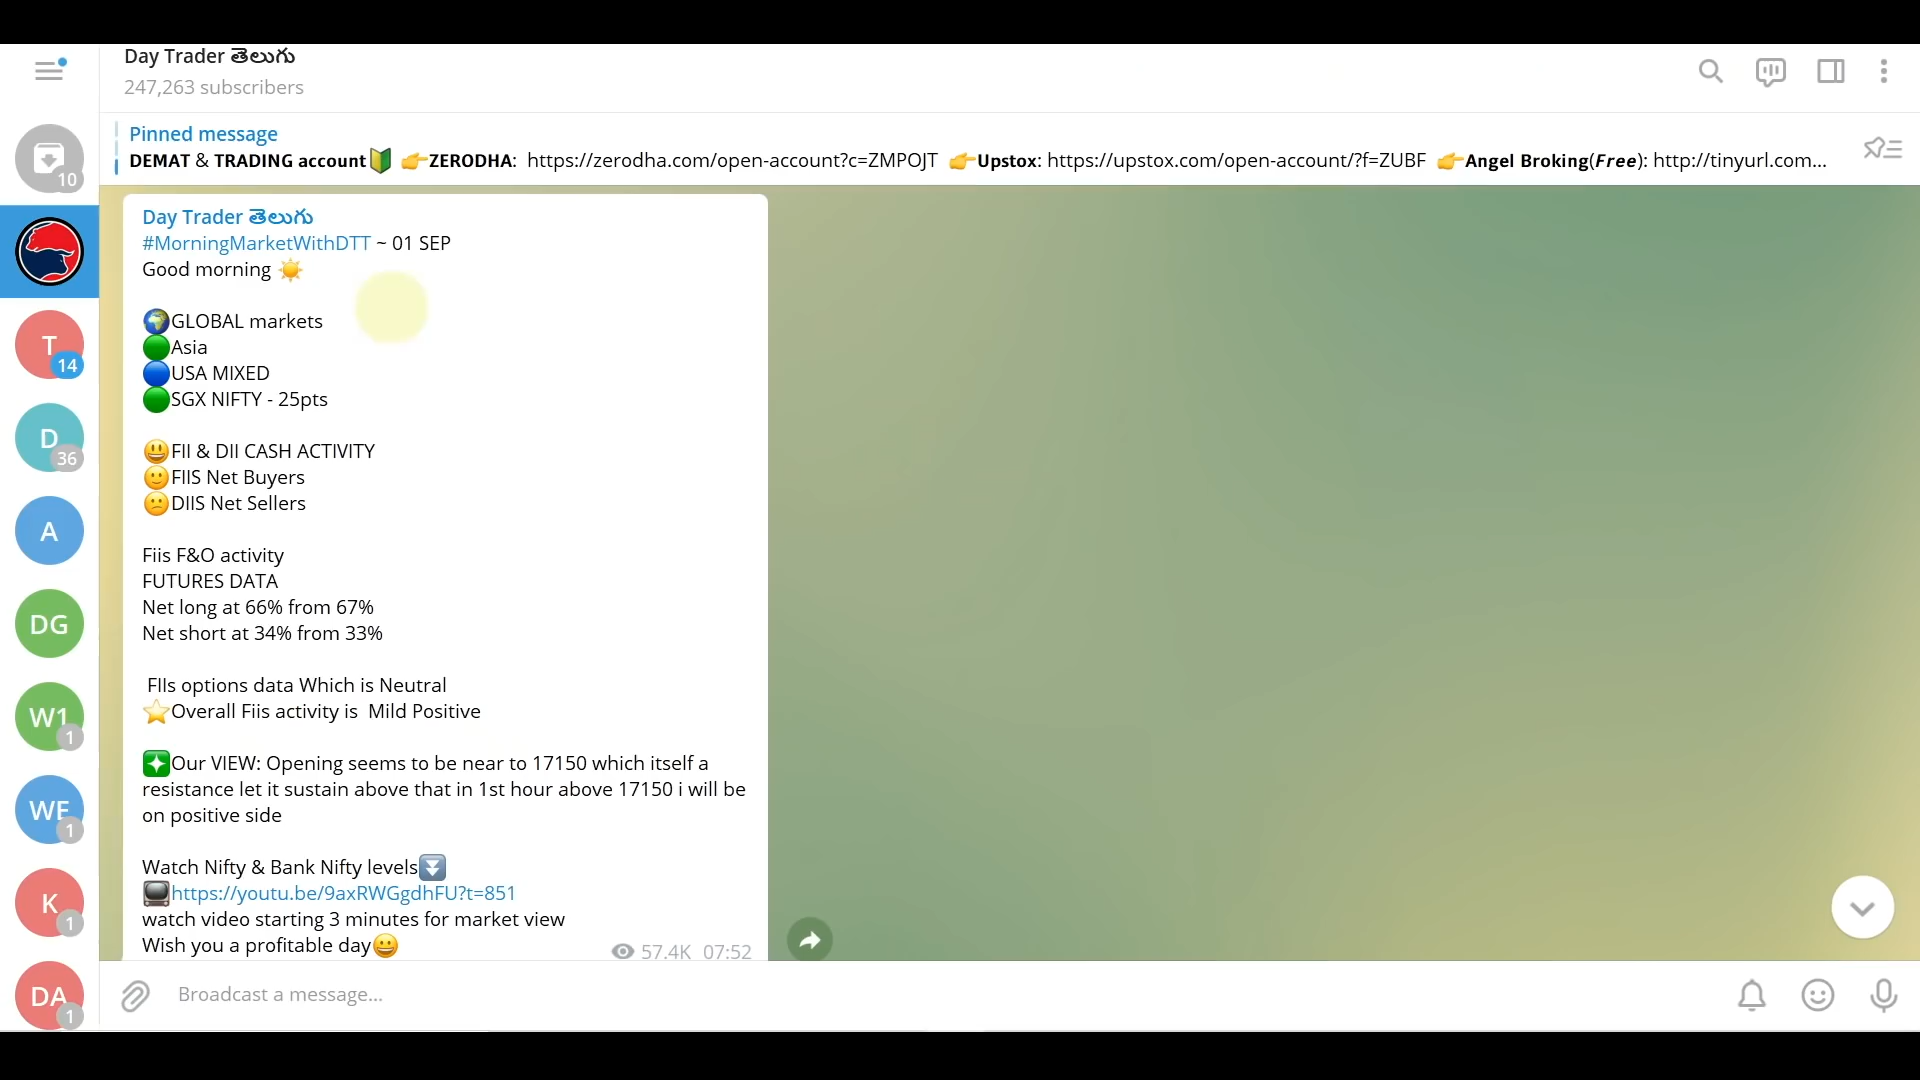 Day Trader తెలుగు
247,263 subscribers
Pinned message
DEMAT & TRADING account🔰 👉ZERODHA: https://zerodha.com/open-account?c=ZMPOJT 👉Upstox: https://upstox.com/open-account/?f=ZUBF 👉Angel Broking(Free): http://tinyurl.com...
10
T
14
D
36
A
DG
W1
1
WE
1
K
1
DA
1
Day Trader తెలుగు
#MorningMarketWithDTT ~ 01 SEP
Good morning ☀️
🌍GLOBAL markets
🟢Asia
🔵USA MIXED
🟢SGX NIFTY - 25pts
😃FII & DII CASH ACTIVITY
🙂FIIS Net Buyers
🙁DIIS Net Sellers
Fiis F&O activity
FUTURES DATA
Net long at 66% from 67%
Net short at 34% from 33%
FIIs options data Which is Neutral
⭐Overall Fiis activity is  Mild Positive
❇️Our VIEW: Opening seems to be near to 17150 which itself a
resistance let it sustain above that in 1st hour above 17150 i will be
on positive side
Watch Nifty & Bank Nifty levels⏬
📺https://youtu.be/9axRWGgdhFU?t=851
watch video starting 3 minutes for market view
Wish you a profitable day😀
57.4K 07:52
Broadcast a message...